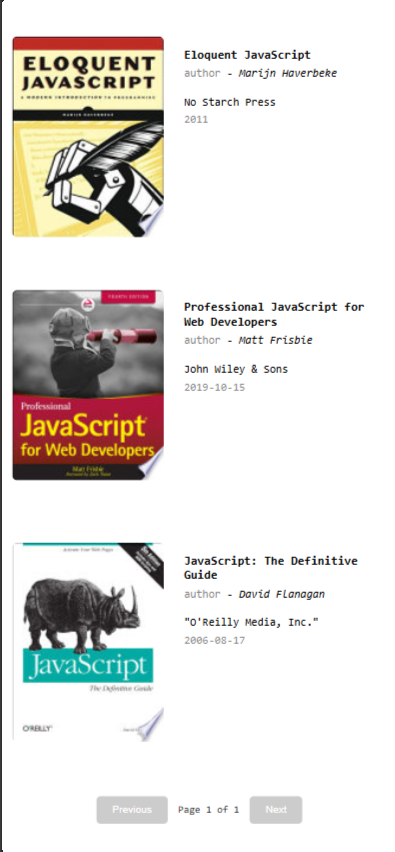 ELOQUENT
JAVASCRIPT
A MODERN INTRODUCTION TO PROGRAMMING
MARIJN HAVERBEKE
Eloquent JavaScript
author - Marijn Haverbeke
No Starch Press
2011
FOURTH EDITION
Professional
JavaScript
for Web Developers
Matt Frisbie
Professional JavaScript for
Web Developers
author - Matt Frisbie
John Wiley & Sons
2019-10-15
Activate Your Web Pages
JavaScript
The Definitive Guide
O'REILLY
JavaScript: The Definitive
Guide
author - David Flanagan
"O'Reilly Media, Inc."
2006-08-17
Previous
Page 1 of 1
Next